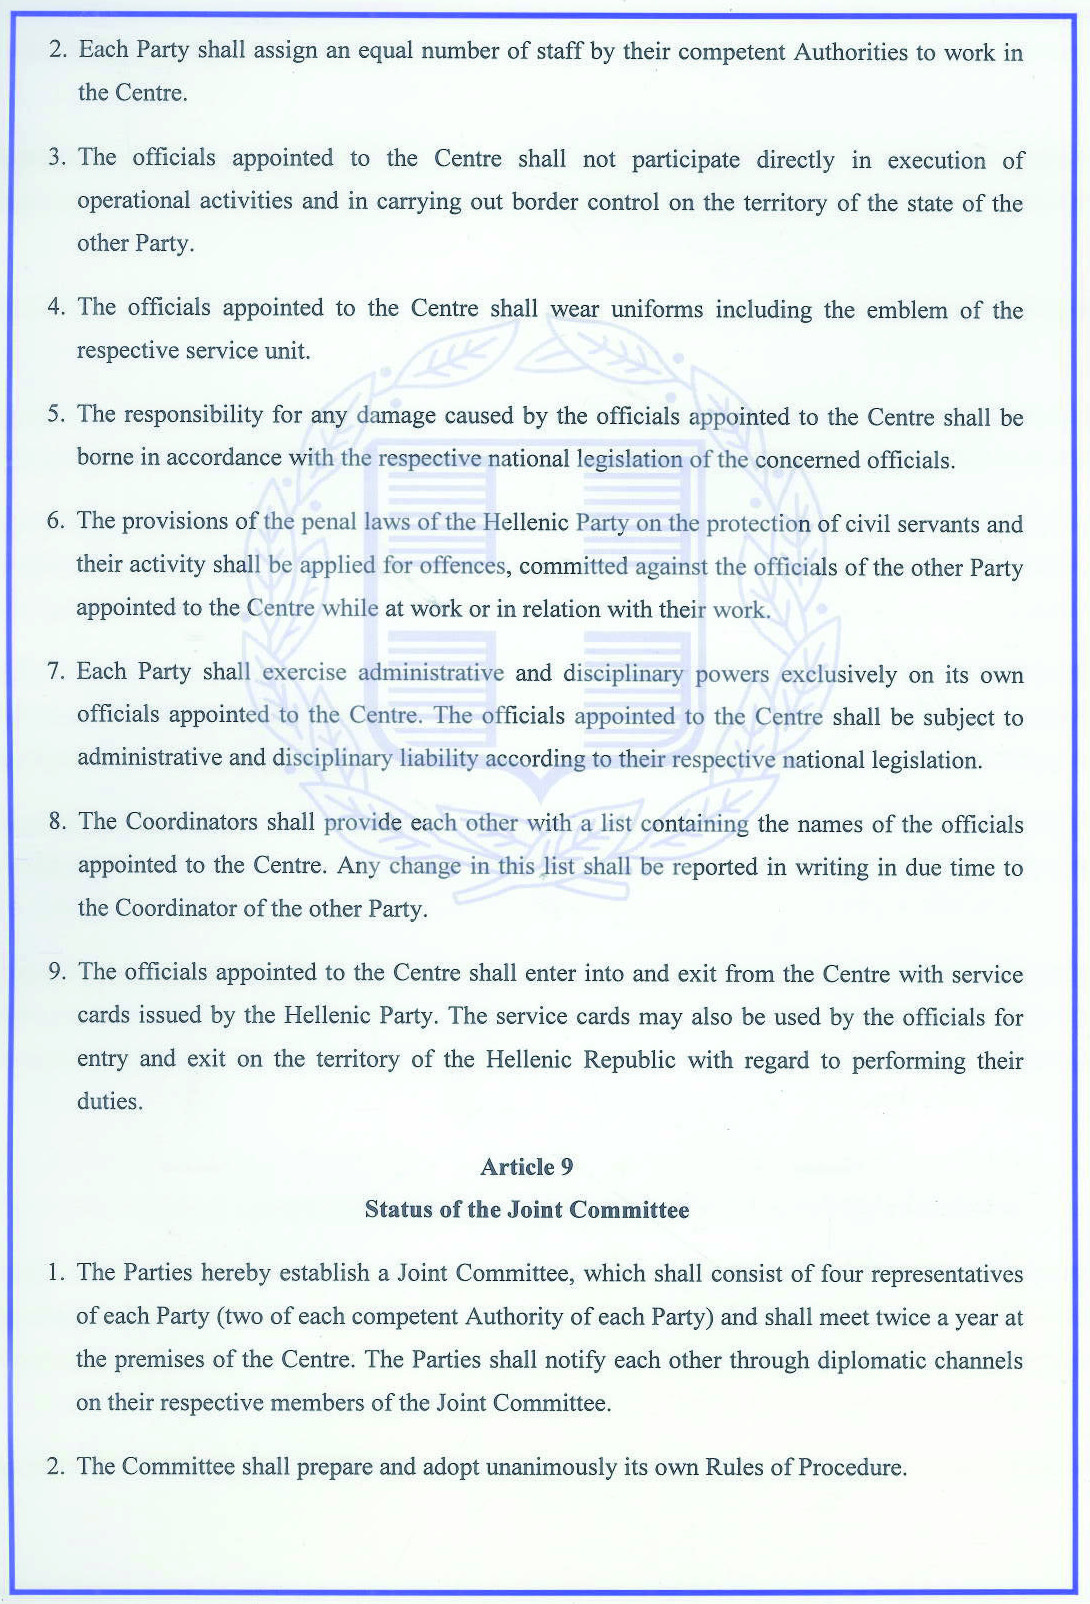 2. Each Party shall assign an equal number of staff by their competent Authorities to work in
the Centre.
3. The officials appointed to the Centre shall not participate directly in execution of
operational activities and in carrying out border control on the territory of the state of the
other Party.
4. The officials appointed to the Centre shall wear uniforms including the emblem of the
respective service unit.
5. The responsibility for any damage caused by the officials appointed to the Centre shall be
borne in accordance with the respective national legislation of the concerned officials.
6. The provisions of the penal laws of the Hellenic Party on the protection of civil servants and
their activity shall be applied for offences, committed against the officials of the other Party
appointed to the Centre while at work or in relation with their work.
7. Each Party shall exercise administrative and disciplinary powers exclusively on its own
officials appointed to the Centre. The officials appointed to the Centre shall be subject to
administrative and disciplinary liability according to their respective national legislation.
8. The Coordinators shall provide each other with a list containing the names of the officials
appointed to the Centre. Any change in this list shall be reported in writing in due time to
the Coordinator of the other Party.
9. The officials appointed to the Centre shall enter into and exit from the Centre with service
cards issued by the Hellenic Party. The service cards may also be used by the officials for
entry and exit on the territory of the Hellenic Republic with regard to performing their
duties.
Article 9
Status of the Joint Committee
1. The Parties hereby establish a Joint Committee, which shall consist of four representatives
of each Party (two of each competent Authority of each Party) and shall meet twice a year at
the premises of the Centre. The Parties shall notify each other through diplomatic channels
on their respective members of the Joint Committee.
2. The Committee shall prepare and adopt unanimously its own Rules of Procedure.